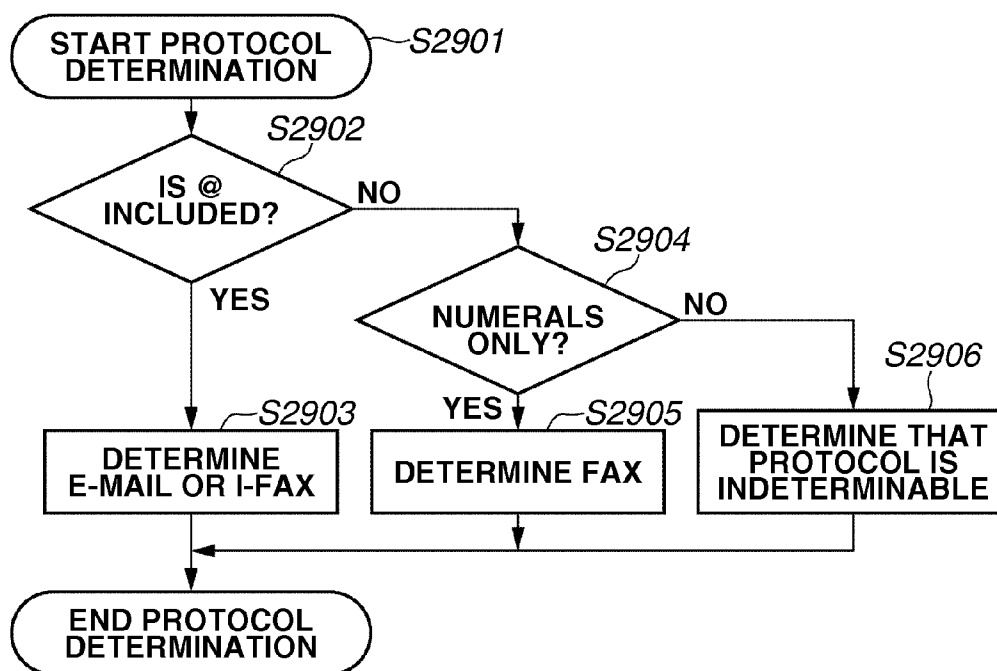 START PROTOCOL
DETERMINATION
S2901
S2902
IS @
INCLUDED?
NO
YES
S2904
NUMERALS
ONLY?
NO
YES
S2903
DETERMINE
E-MAIL OR I-FAX
S2905
DETERMINE FAX
S2906
DETERMINE THAT
PROTOCOL IS
INDETERMINABLE
END PROTOCOL
DETERMINATION